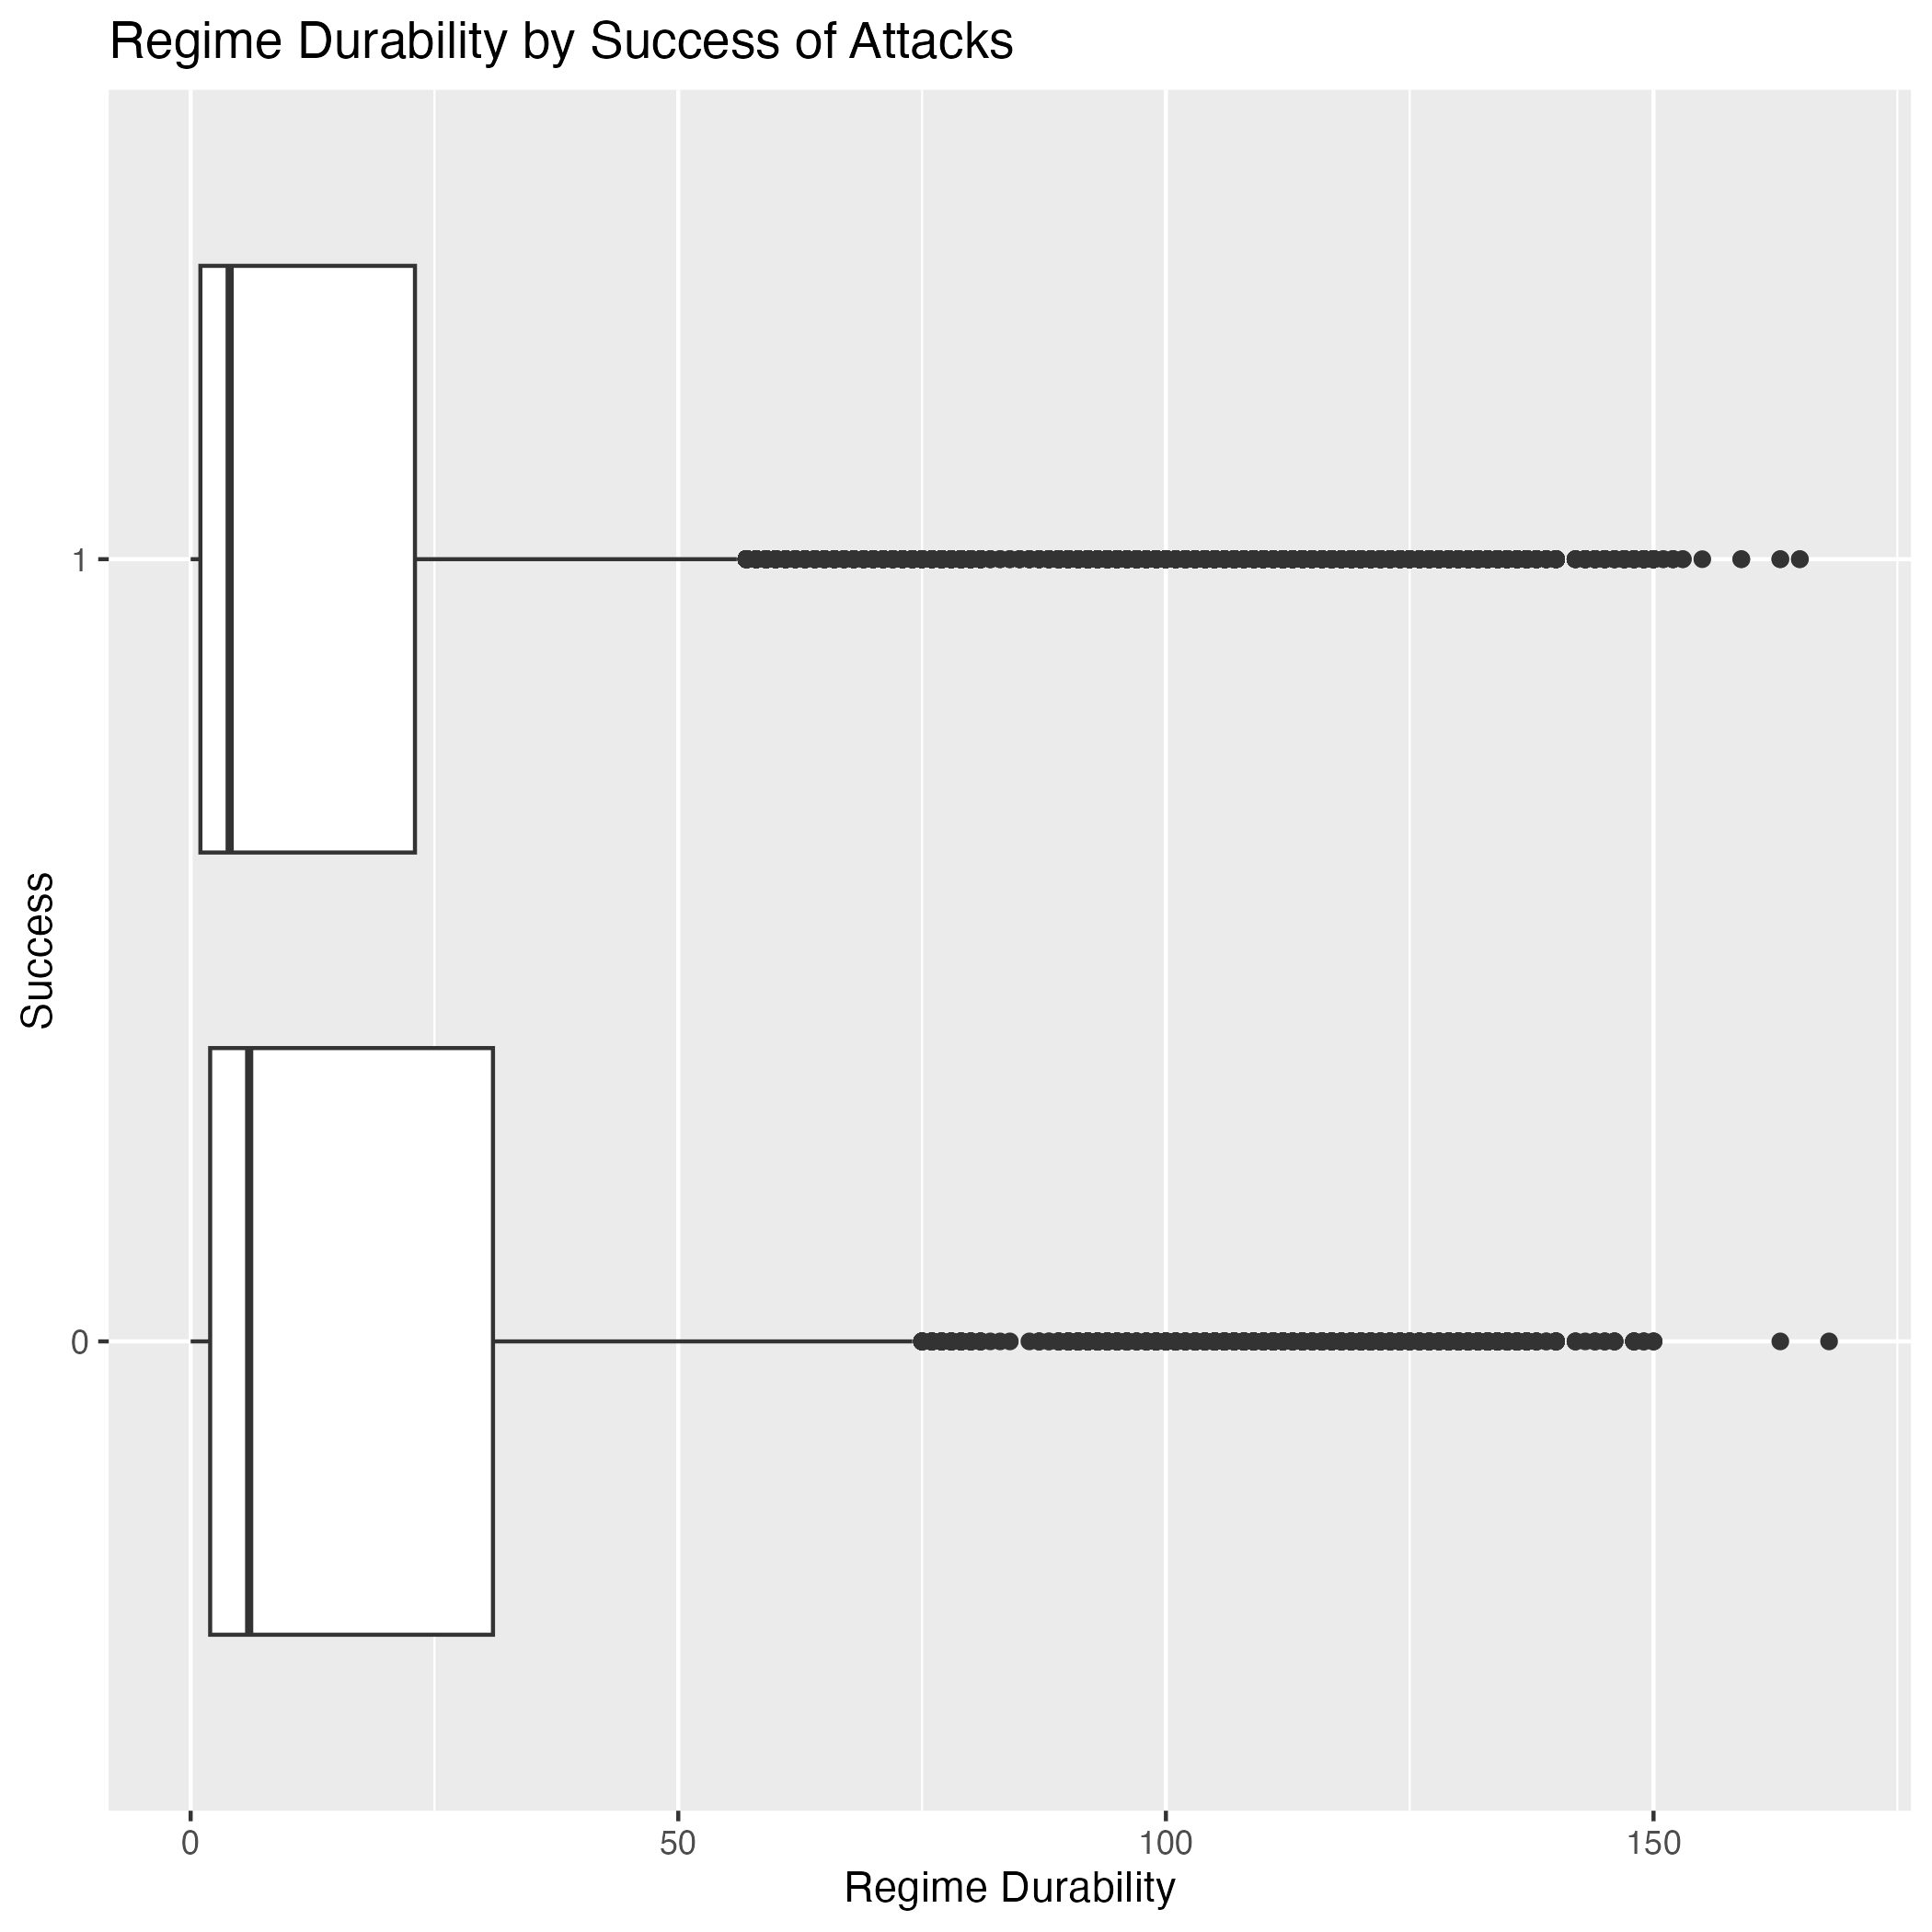 Regime Durability by Success of Attacks
1
Success
0
0 50 100 150
Regime Durability